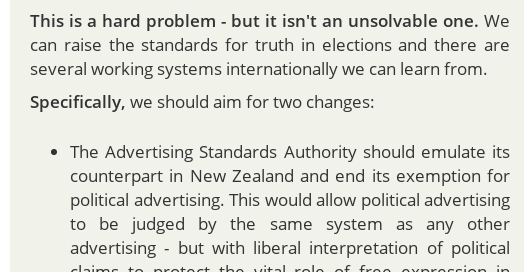 This is a hard problem - but it isn't an unsolvable one. We
can raise the standards for truth in elections and there are
several working systems internationally we can learn from.
Specifically, we should aim for two changes:
• The Advertising Standards Authority should emulate its
counterpart in New Zealand and end its exemption for
political advertising. This would allow political advertising
to be judged by the same system as any other
advertising - but with liberal interpretation of political
claims to protect the vital role of free expression in